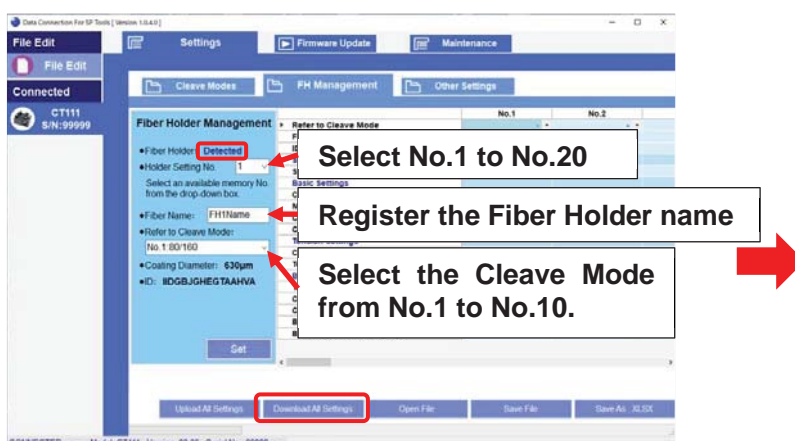 Data Connection For SP Tools [ Version 1.0.4.0 ]
File Edit
Settings
Firmware Update
Maintenance
File Edit
Connected
Cleave Modes
FH Management
Other Settings
CT111
S/N:99999
No.1
No.2
Fiber Holder Management
Refer to Cleave Mode
•Fiber Holder: Detected
•Holder Setting No. 1
Select No.1 to No.20
Select an available memory No.
from the drop-down box.
Basic Settings
•Fiber Name: FH1Name
Register the Fiber Holder name
•Refer to Cleave Mode:
No.1:80/160
Select the Cleave Mode
from No.1 to No.10.
•Coating Diameter: 630µm
•ID: IIDGBJGHEGTAAHVA
Set
Upload All Settings
Download All Settings
Open File
Save File
Save As .XLSX